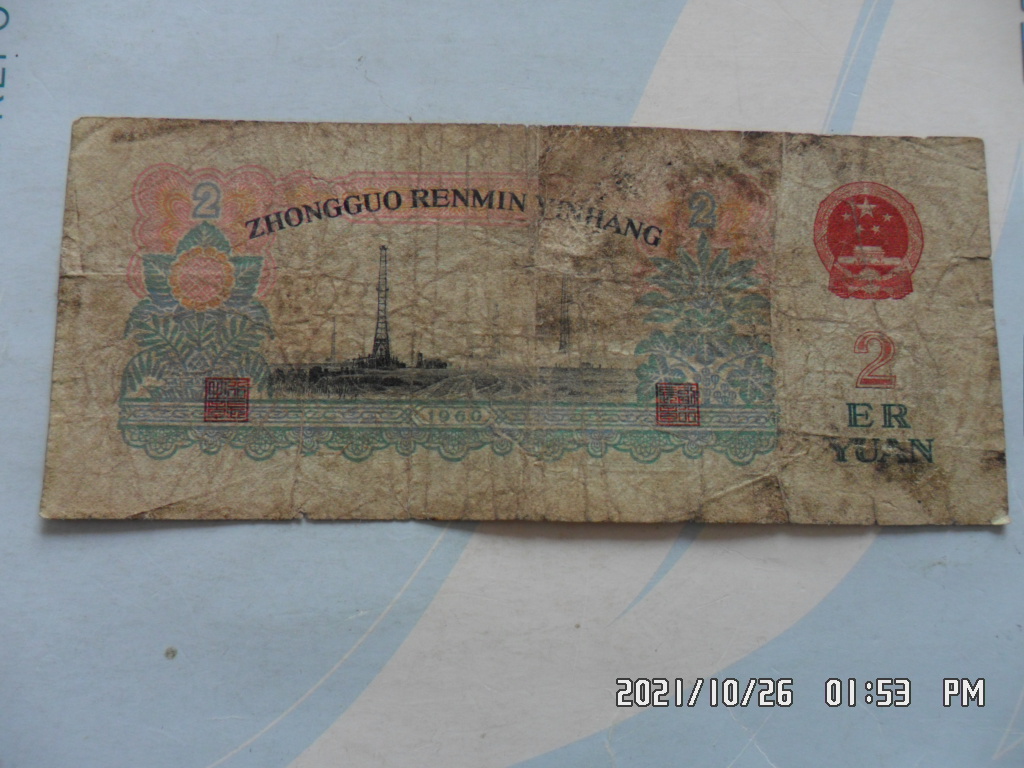 2
2
ZHONGGUO RENMIN YINHANG
2
ER
YUAN
1960
2021/10/26 01:53 PM